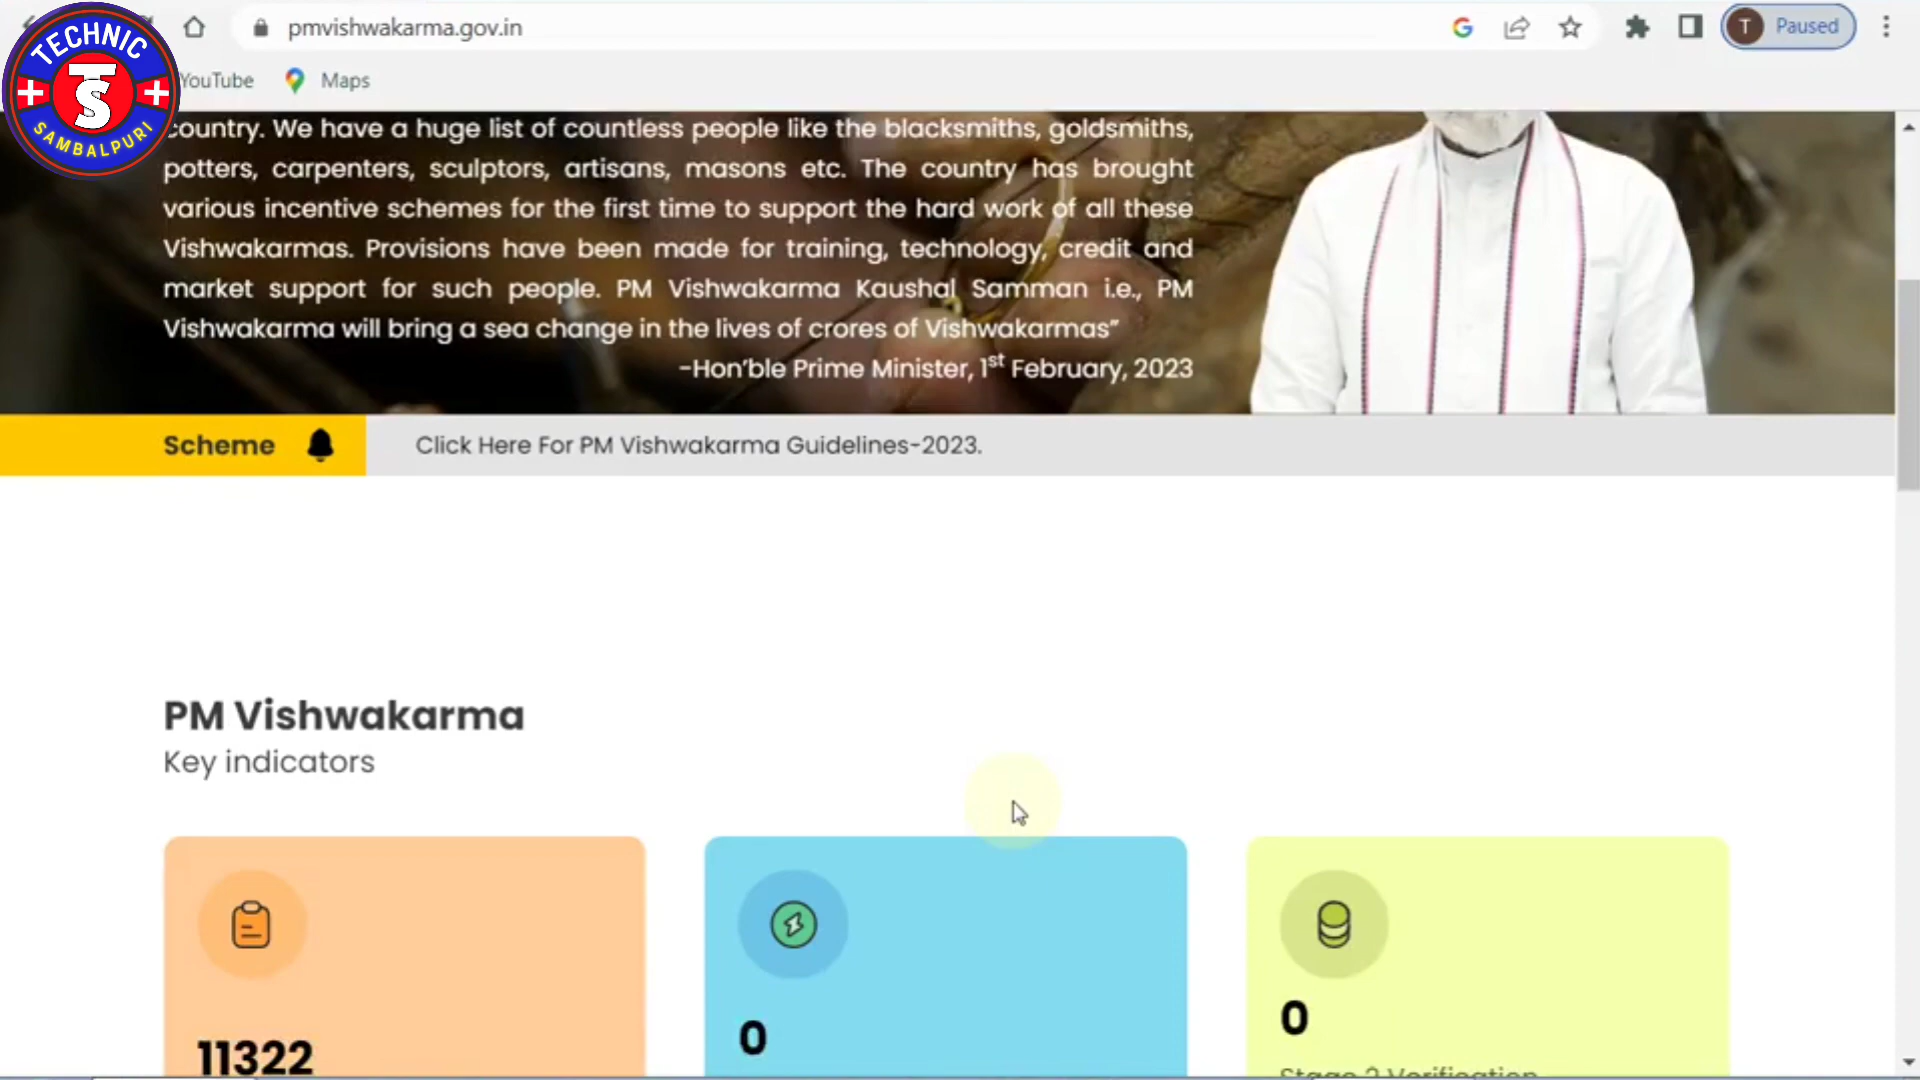 TECHNIC
TS
SAMBALPURI
pmvishwakarma.gov.in
T Paused
YouTube Maps
country. We have a huge list of countless people like the blacksmiths, goldsmiths,
potters, carpenters, sculptors, artisans, masons etc. The country has brought
various incentive schemes for the first time to support the hard work of all these
Vishwakarmas. Provisions have been made for training, technology, credit and
market support for such people. PM Vishwakarma Kaushal Samman i.e., PM
Vishwakarma will bring a sea change in the lives of crores of Vishwakarmas”
-Hon’ble Prime Minister, 1st February, 2023
Scheme Click Here For PM Vishwakarma Guidelines-2023.
PM Vishwakarma
Key indicators
11322
0
0
Stage 2 Verification